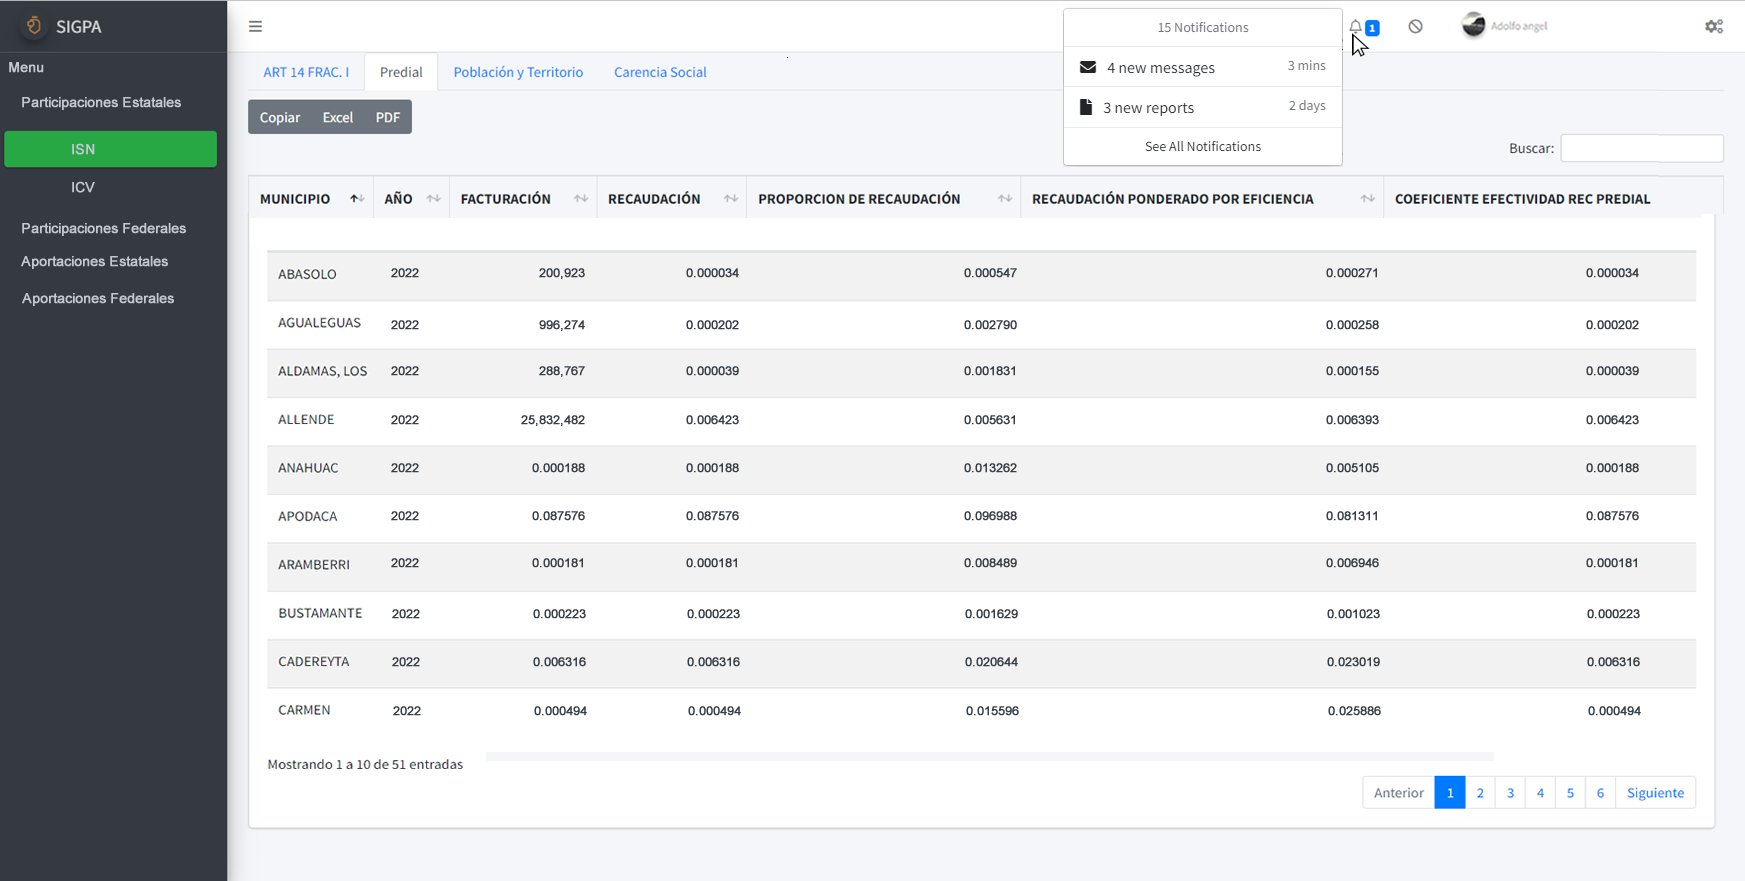 SIGPA
Menu
Participaciones Estatales
ISN
ICV
Participaciones Federales
Aportaciones Estatales
Aportaciones Federales
15 Notifications
4 new messages 3 mins
3 new reports 2 days
See All Notifications
1
Adolfo angel
ART 14 FRAC. I Predial Población y Territorio Carencia Social
Copiar Excel PDF
Buscar:
MUNICIPIO AÑO FACTURACIÓN RECAUDACIÓN PROPORCION DE RECAUDACIÓN RECAUDACIÓN PONDERADO POR EFICIENCIA COEFICIENTE EFECTIVIDAD REC PREDIAL
ABASOLO 2022 200,923 0.000034 0.000547 0.000271 0.000034
AGUALEGUAS 2022 996,274 0.000202 0.002790 0.000258 0.000202
ALDAMAS, LOS 2022 288,767 0.000039 0.001831 0.000155 0.000039
ALLENDE 2022 25,832,482 0.006423 0.005631 0.006393 0.006423
ANAHUAC 2022 0.000188 0.000188 0.013262 0.005105 0.000188
APODACA 2022 0.087576 0.087576 0.096988 0.081311 0.087576
ARAMBERRI 2022 0.000181 0.000181 0.008489 0.006946 0.000181
BUSTAMANTE 2022 0.000223 0.000223 0.001629 0.001023 0.000223
CADEREYTA 2022 0.006316 0.006316 0.020644 0.023019 0.006316
CARMEN 2022 0.000494 0.000494 0.015596 0.025886 0.000494
Mostrando 1 a 10 de 51 entradas
Anterior 1 2 3 4 5 6 Siguiente